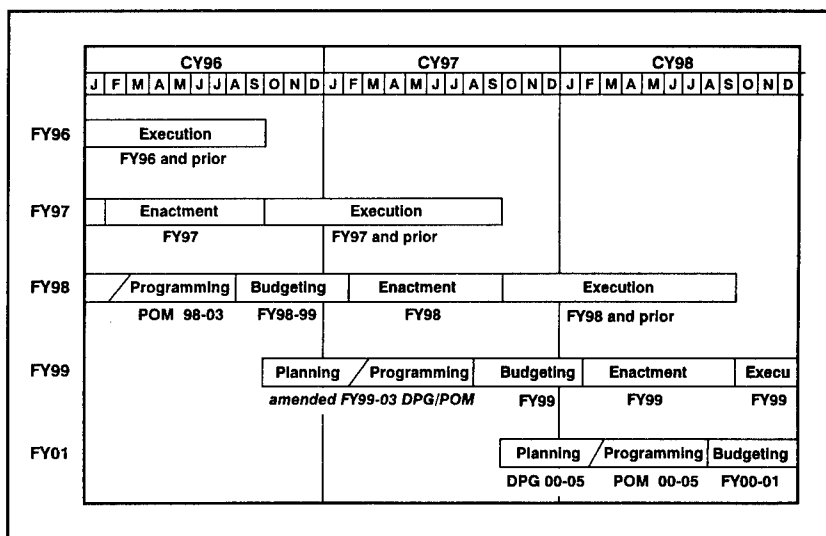 CY96 CY97 CY98
J F M A M J J A S O N D J F M A M J J A S O N D J F M A M J J A S O N D
FY96 Execution
FY96 and prior
FY97 Enactment Execution
FY97 FY97 and prior
FY98 Programming Budgeting Enactment Execution
POM 98-03 FY98-99 FY98 FY98 and prior
FY99 Planning Programming Budgeting Enactment Execu
amended FY99-03 DPG/POM FY99 FY99 FY99
FY01 Planning Programming Budgeting
DPG 00-05 POM 00-05 FY00-01